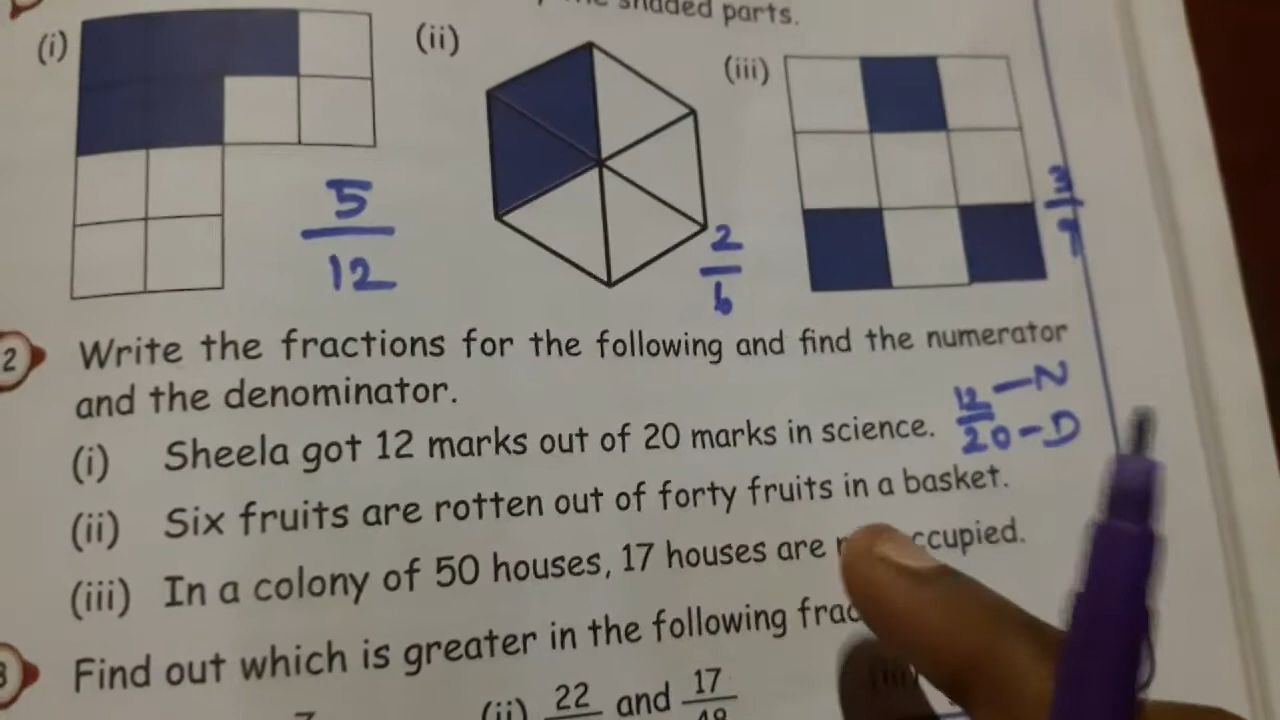 shaded parts.
(i)
(ii)
(iii)
5
12
2
6
3
9
2 Write the fractions for the following and find the numerator
and the denominator.
(i) Sheela got 12 marks out of 20 marks in science.
12 – N
20 – D
(ii) Six fruits are rotten out of forty fruits in a basket.
(iii) In a colony of 50 houses, 17 houses are ccupied.
3 Find out which is greater in the following frac
(ii) 22 and 17
48